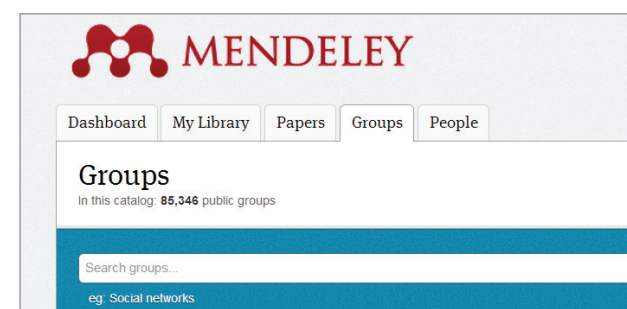 MENDELEY
Dashboard My Library Papers Groups People
Groups
In this catalog: 85,346 public groups
Search groups...
eg: Social networks